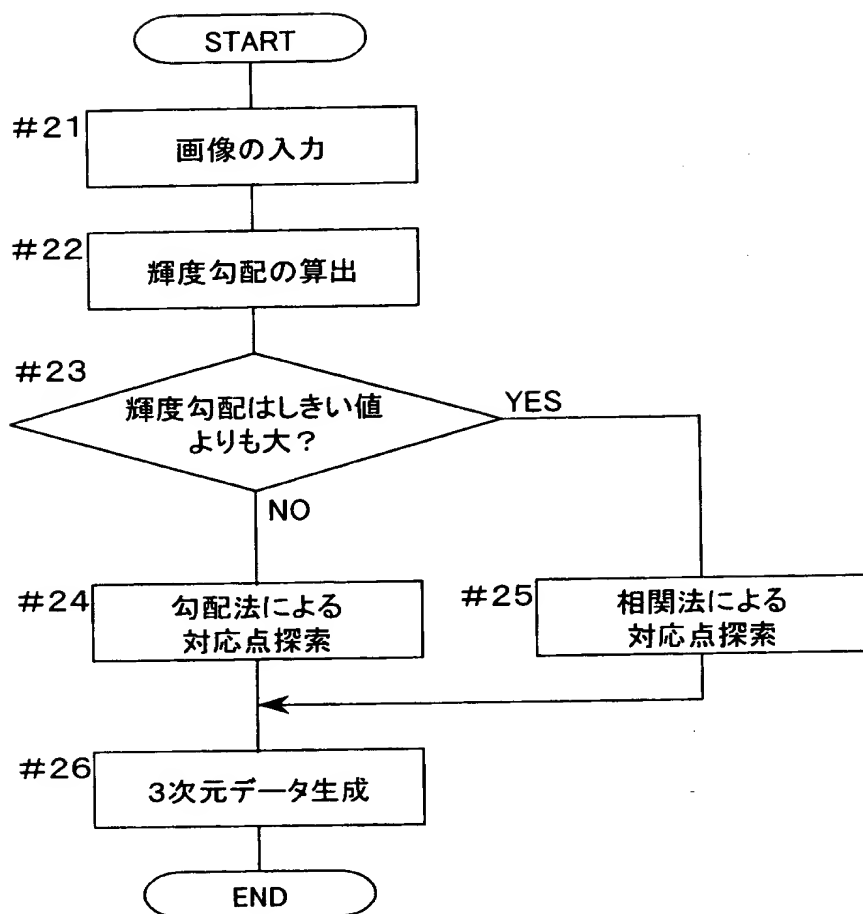 START
#21
画像の入力
#22
輝度勾配の算出
#23
輝度勾配はしきい値
よりも大?
YES
NO
#24
勾配法による
対応点探索
#25
相関法による
対応点探索
#26
3次元データ生成
END